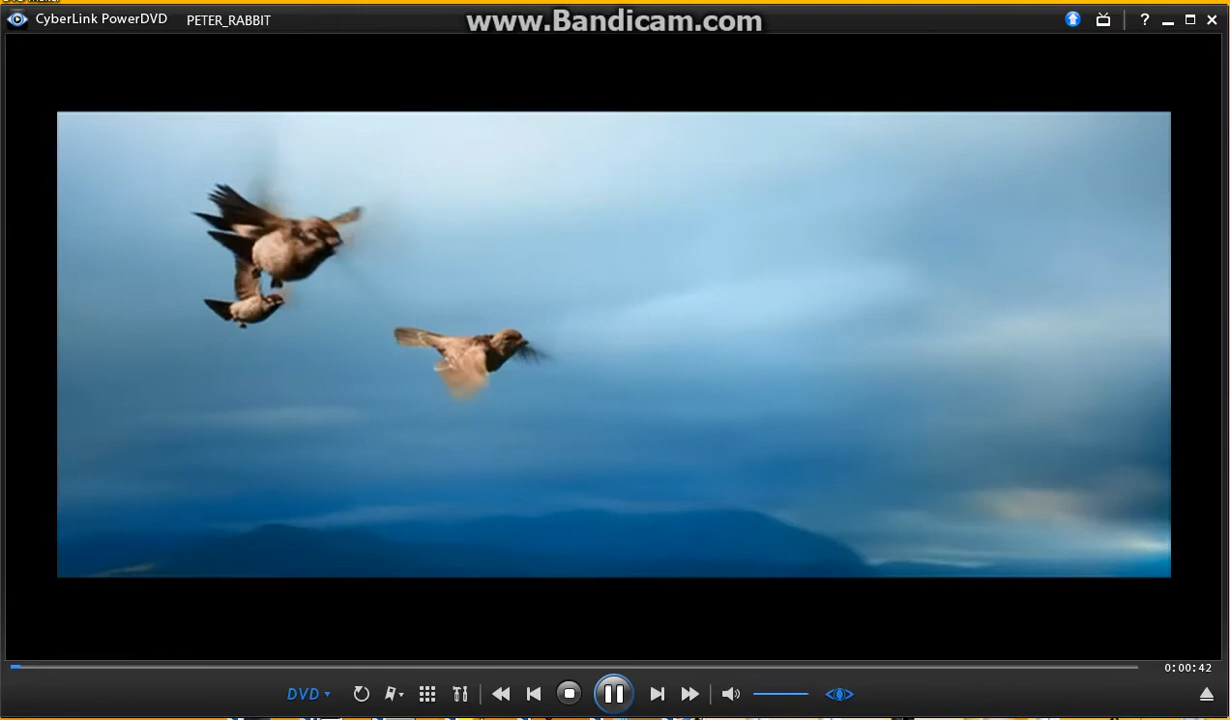 CyberLink PowerDVD
PETER_RABBIT
www.Bandicam.com
?
0:00:42
DVD